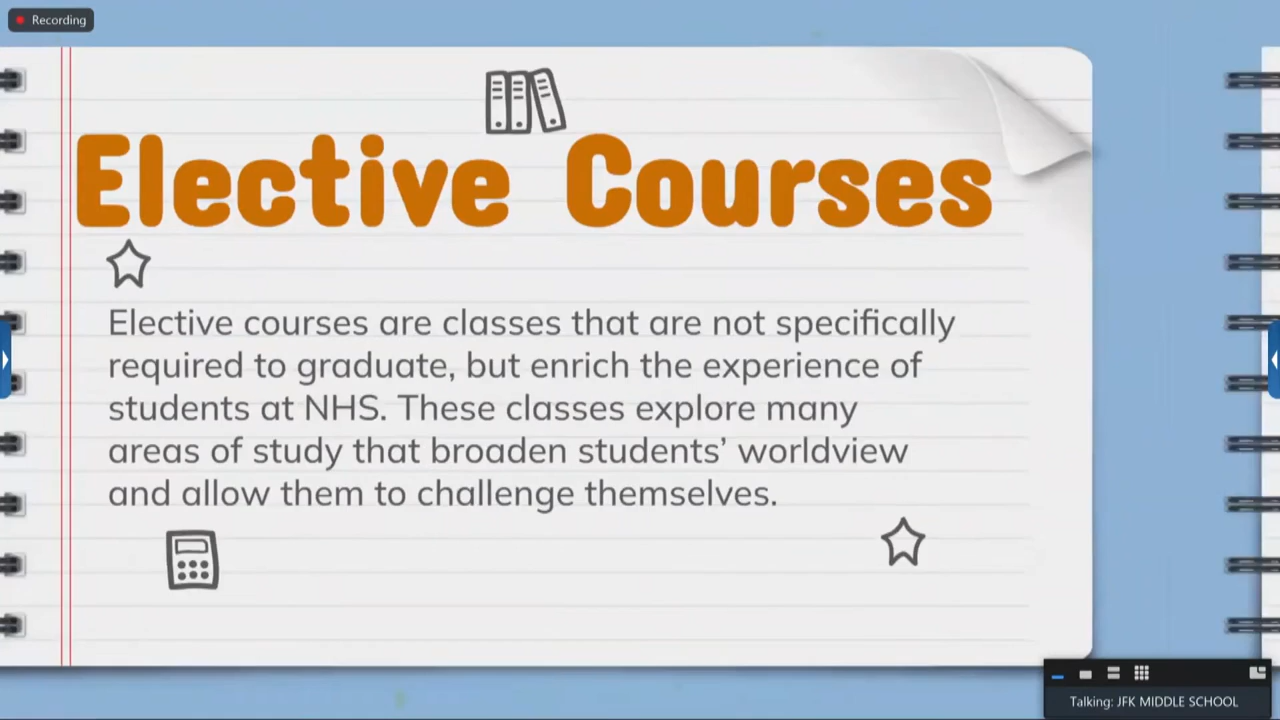 Recording
Elective Courses
Elective courses are classes that are not specifically
required to graduate, but enrich the experience of
students at NHS. These classes explore many
areas of study that broaden students’ worldview
and allow them to challenge themselves.
Talking: JFK MIDDLE SCHOOL